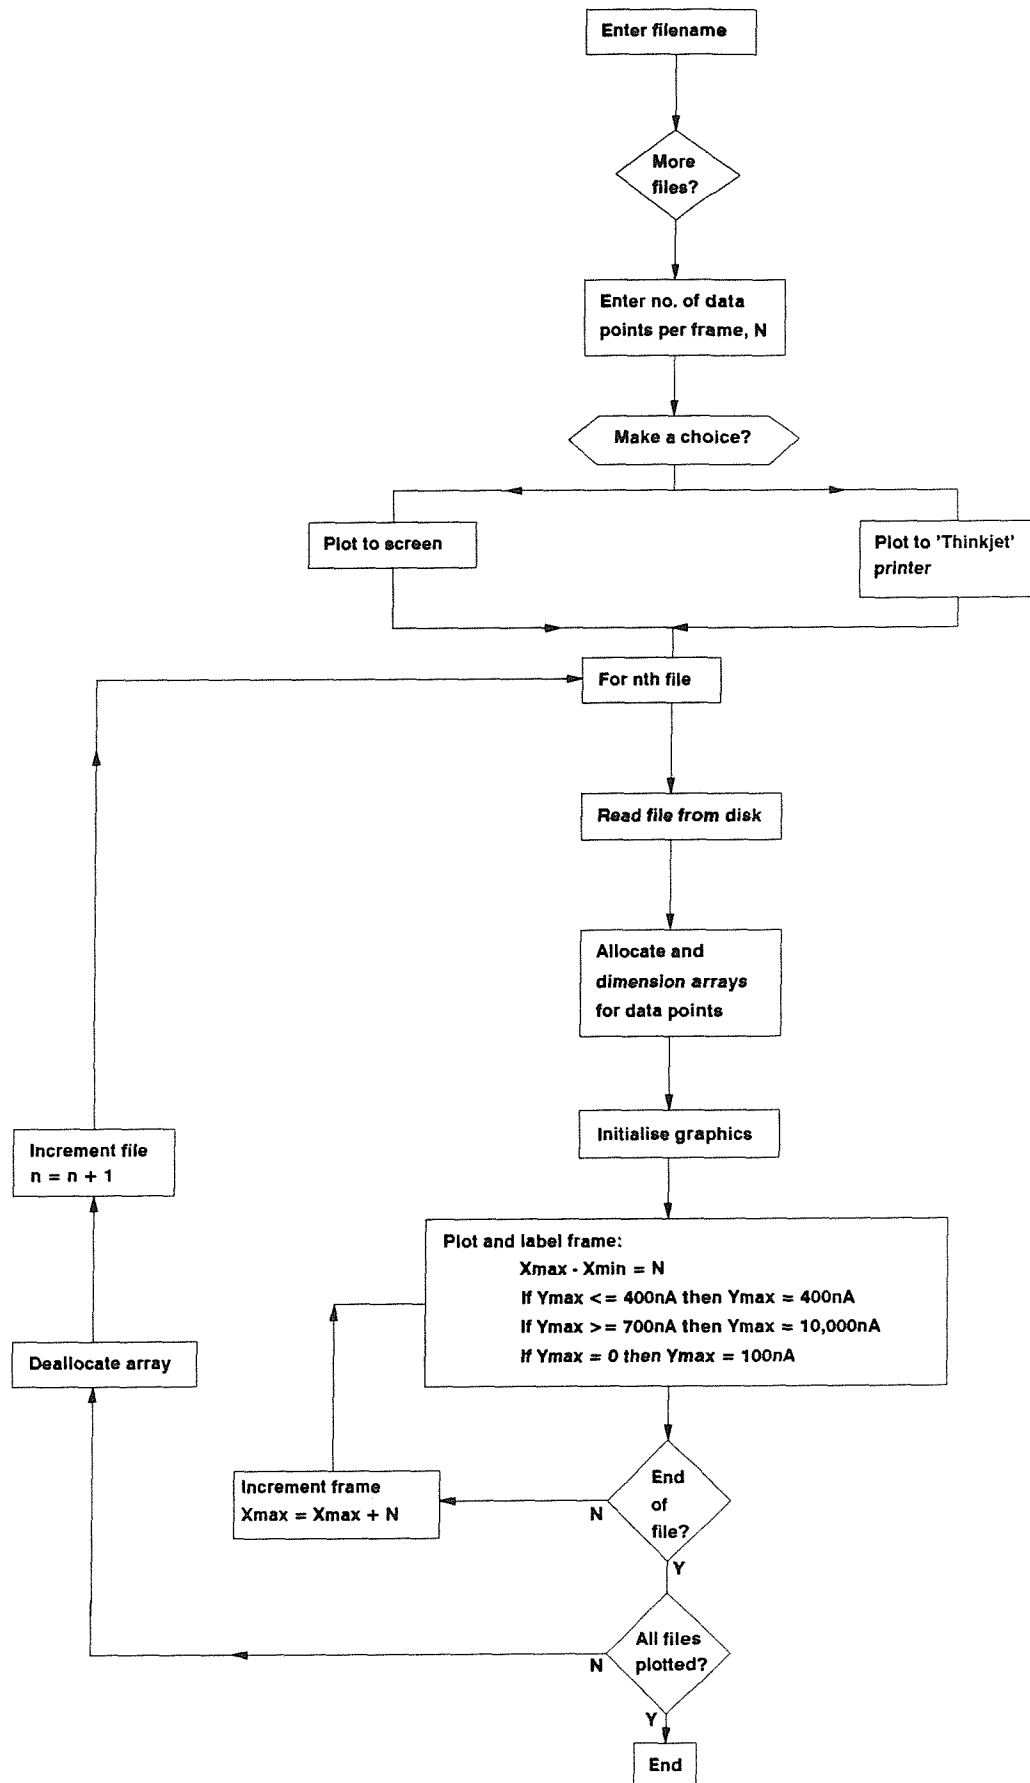 Enter filename
More
files?
Enter no. of data
points per frame, N
Make a choice?
Plot to screen
Plot to 'Thinkjet'
printer
For nth file
Read file from disk
Allocate and
dimension arrays
for data points
Initialise graphics
Increment file
n = n + 1
Plot and label frame:
Xmax - Xmin = N
If Ymax <= 400nA then Ymax = 400nA
If Ymax >= 700nA then Ymax = 10,000nA
If Ymax = 0 then Ymax = 100nA
Deallocate array
End
of
file?
Increment frame
Xmax = Xmax + N
N
Y
All files
plotted?
N
Y
End